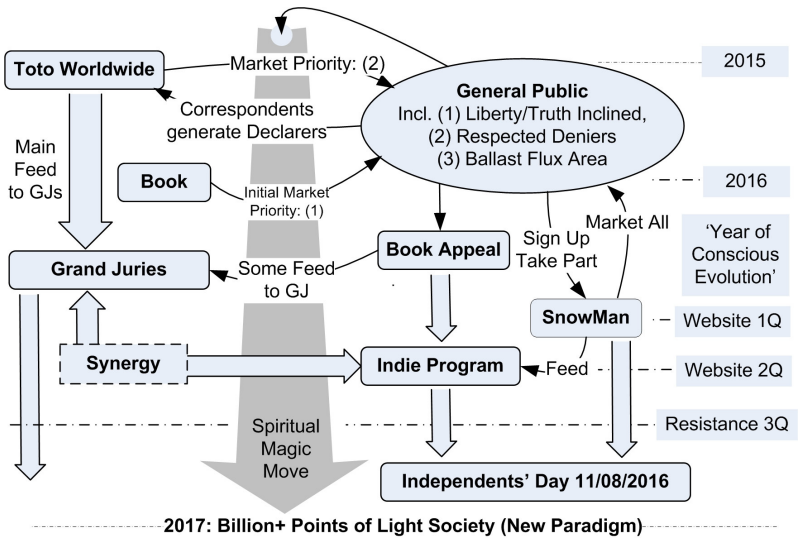 2015
Toto Worldwide
Market Priority: (2)
General Public
Incl. (1) Liberty/Truth Inclined,
(2) Respected Deniers
(3) Ballast Flux Area
Correspondents
generate Declarers
Main
Feed
to GJs
Book
Initial Market
Priority: (1)
2016
Market All
Sign Up
Take Part
'Year of
Conscious
Evolution'
Book Appeal
Grand Juries
Some Feed
to GJ
SnowMan
Website 1Q
Synergy
Indie Program
Feed
Website 2Q
Resistance 3Q
Spiritual
Magic
Move
Independents' Day 11/08/2016
2017: Billion+ Points of Light Society (New Paradigm)